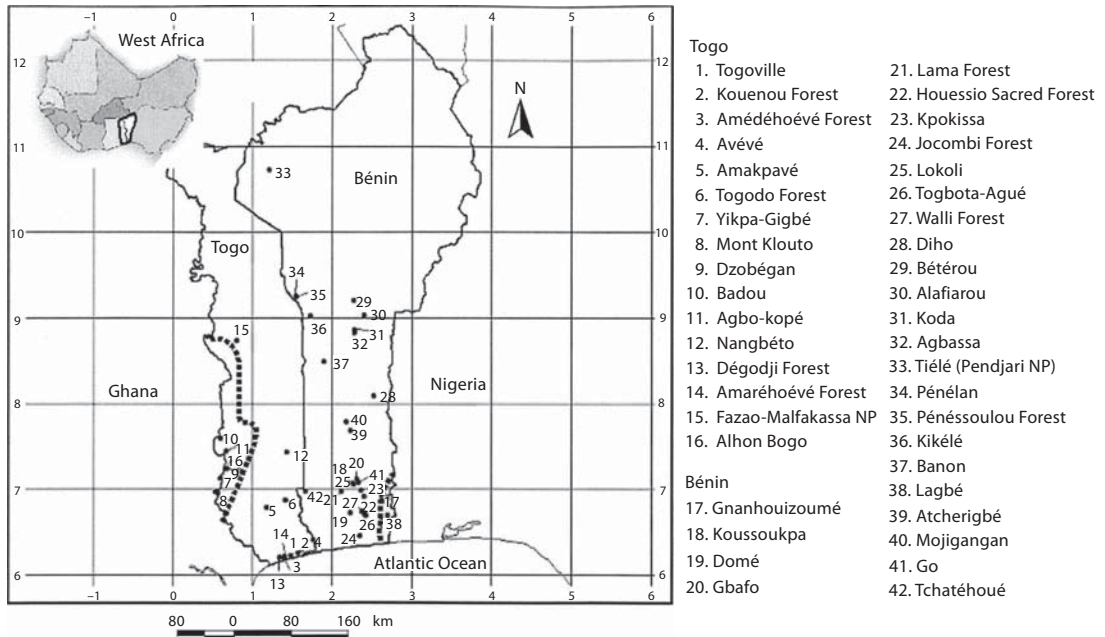 −1 0 1 2 3 4 5 6
West Africa
12 12
N
11 11
33
Bénin
10 10
Togo
34
35 29
30
9 36 9
31
15 32
37
Ghana Nigeria
28
8 8
40
39
10
11 12
16 18 20 41
9 25
7 7 42 21 23 17 7
8 6 27 22
5 19 26 38
14 1 2 4 24
3 Atlantic Ocean
6 13 6
−1 0 1 2 3 4 5 6
80 0 80 160 km
Togo
1. Togoville
2. Kouenou Forest
3. Amédéhoévé Forest
4. Avévé
5. Amakpavé
6. Togodo Forest
7. Yikpa-Gigbé
8. Mont Klouto
9. Dzobégan
10. Badou
11. Agbo-kopé
12. Nangbéto
13. Dégodji Forest
14. Amaréhoévé Forest
15. Fazao-Malfakassa NP
16. Alhon Bogo
Bénin
17. Gnanhouizoumé
18. Koussoukpa
19. Domé
20. Gbafo
21. Lama Forest
22. Houessio Sacred Forest
23. Kpokissa
24. Jocombi Forest
25. Lokoli
26. Togbota-Agué
27. Walli Forest
28. Diho
29. Bétérou
30. Alafiarou
31. Koda
32. Agbassa
33. Tiélé (Pendjari NP)
34. Pénélan
35. Pénéssoulou Forest
36. Kikélé
37. Banon
38. Lagbé
39. Atcherigbé
40. Mojigangan
41. Go
42. Tchatéhoué